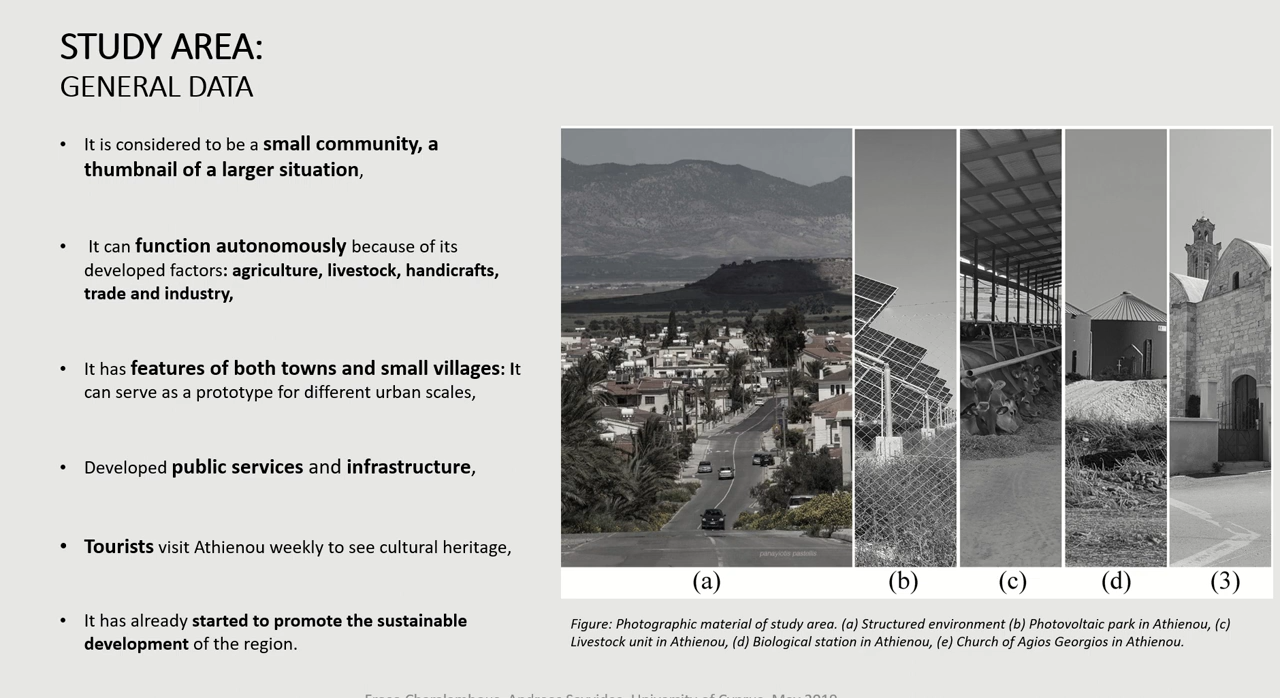 STUDY AREA:
GENERAL DATA
• It is considered to be a small community, a
thumbnail of a larger situation,
• It can function autonomously because of its
developed factors: agriculture, livestock, handicrafts,
trade and industry,
• It has features of both towns and small villages: It
can serve as a prototype for different urban scales,
• Developed public services and infrastructure,
• Tourists visit Athienou weekly to see cultural heritage,
• It has already started to promote the sustainable
development of the region.
(a) (b) (c) (d) (3)
Figure: Photographic material of study area. (a) Structured environment (b) Photovoltaic park in Athienou, (c)
Livestock unit in Athienou, (d) Biological station in Athienou, (e) Church of Agios Georgios in Athienou.
University of Cyprus, May 2019